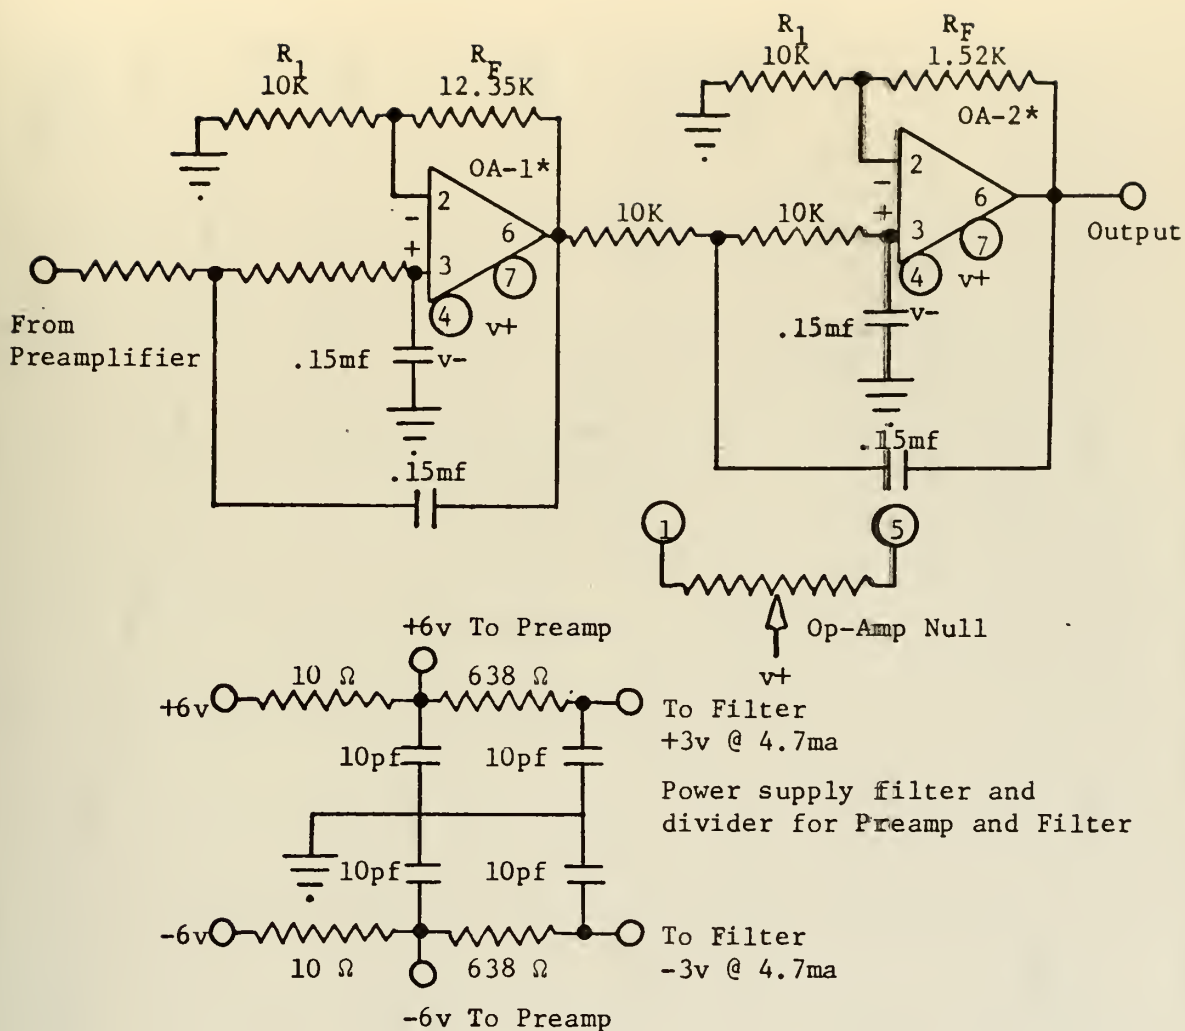 R1
10K
RF
12.35K
OA-1*
2
-
+
3
6
7
4
v+
v-
From
Preamplifier
.15mf
.15mf
R1
10K
RF
1.52K
OA-2*
10K
10K
2
-
+
3
6
7
4
v+
v-
Output
.15mf
.15mf
1
5
Op-Amp Null
v+
+6v To Preamp
10 Ω
638 Ω
+6v
To Filter
+3v @ 4.7ma
10pf
10pf
Power supply filter and
divider for Preamp and Filter
10pf
10pf
-6v
To Filter
-3v @ 4.7ma
10 Ω
638 Ω
-6v To Preamp